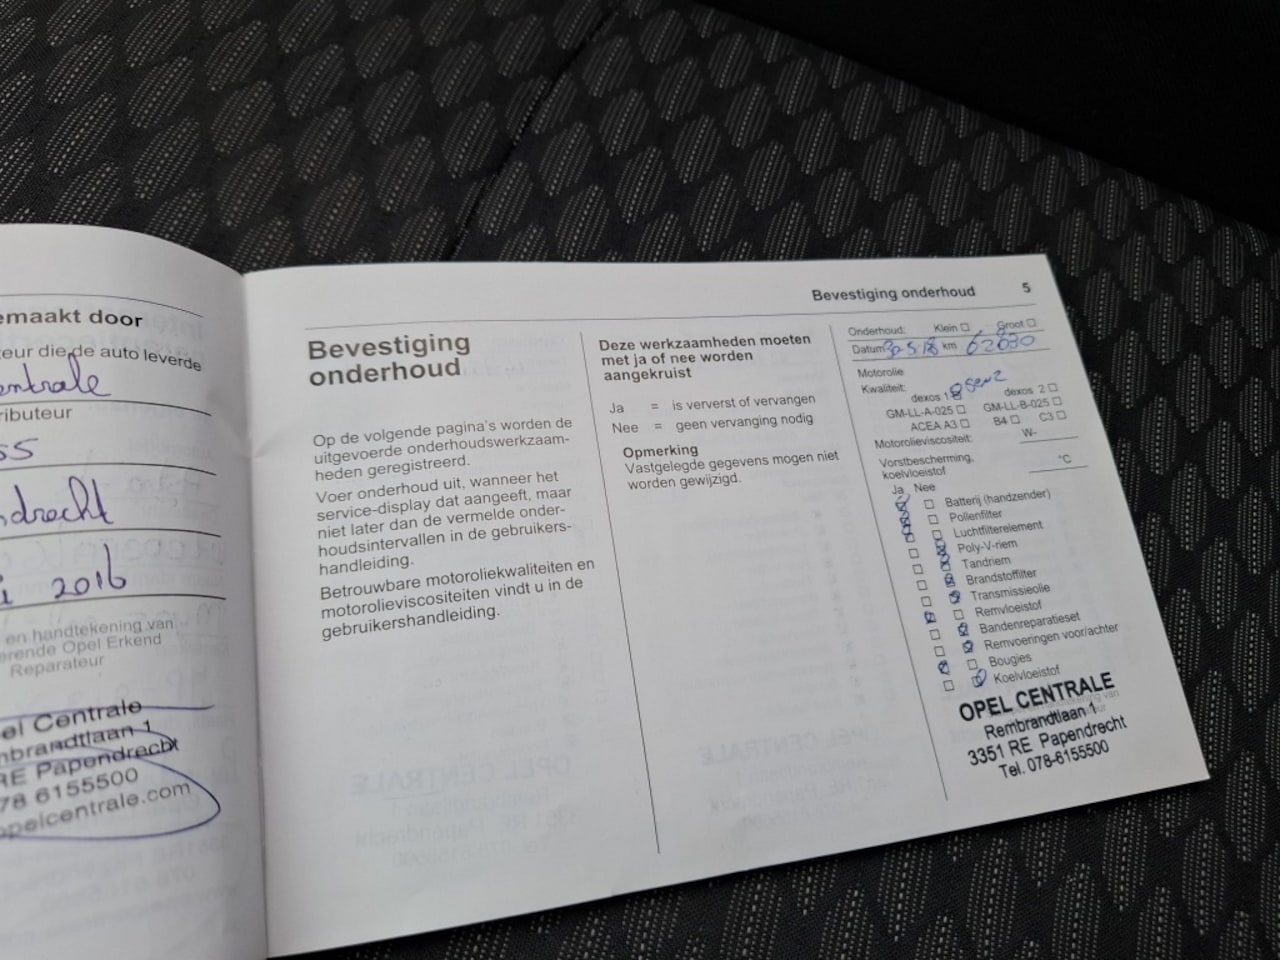 emaakt door
teur die de auto leverde
entrale
ributeur
55
ndrecht
2016
en handtekening van
erende Opel Erkend
Reparateur
el Centrale
mbrandtlaan 1
RE Papendrecht
78 6155500
opelcentrale.com
Bevestiging onderhoud 5
Bevestiging
onderhoud
Op de volgende pagina's worden de
uitgevoerde onderhoudswerkzaam-
heden geregistreerd.
Voer onderhoud uit, wanneer het
service-display dat aangeeft, maar
niet later dan de vermelde onder-
houdsintervallen in de gebruikers-
handleiding.
Betrouwbare motoroliekwaliteiten en
motorolieviscositeiten vindt u in de
gebruikershandleiding.
Deze werkzaamheden moeten
met ja of nee worden
aangekruist
Ja = is ververst of vervangen
Nee = geen vervanging nodig
Opmerking
Vastgelegde gegevens mogen niet
worden gewijzigd.
Onderhoud: Klein Groot
Datum 30-5-18 km 62630
Motorolie
Kwaliteit:
dexos 1 dexos 2
GM-LL-A-025 GM-LL-B-025
ACEA A3 B4 C3
Motorolieviscositeit: W-
Vorstbescherming,
koelvloeistof °C
Ja Nee
Batterij (handzender)
Pollenfilter
Luchtfilterelement
Poly-V-riem
Tandriem
Brandstoffilter
Transmissieolie
Remvloeistof
Bandenreparatieset
Remvoeringen voor/achter
Bougies
Koelvloeistof
OPEL CENTRALE
Rembrandtlaan 1
3351 RE Papendrecht
Tel. 078-6155500